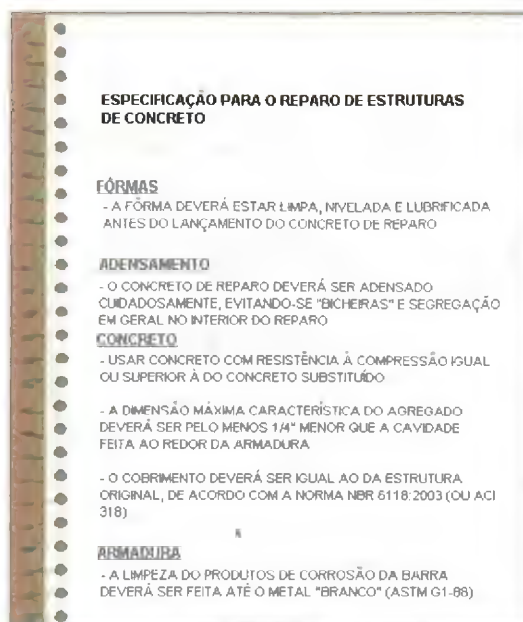 ESPECIFICAÇÃO PARA O REPARO DE ESTRUTURAS
DE CONCRETO
FÔRMAS
- A FÔRMA DEVERÁ ESTAR LIMPA, NIVELADA E LUBRIFICADA
ANTES DO LANÇAMENTO DO CONCRETO DE REPARO
ADENSAMENTO
- O CONCRETO DE REPARO DEVERÁ SER ADENSADO
CUIDADOSAMENTE, EVITANDO-SE "BICHEIRAS" E SEGREGAÇÃO
EM GERAL NO INTERIOR DO REPARO
CONCRETO
- USAR CONCRETO COM RESISTÊNCIA À COMPRESSÃO IGUAL
OU SUPERIOR À DO CONCRETO SUBSTITUÍDO
- A DIMENSÃO MÁXIMA CARACTERÍSTICA DO AGREGADO
DEVERÁ SER PELO MENOS 1/4" MENOR QUE A CAVIDADE
FEITA AO REDOR DA ARMADURA
- O COBRIMENTO DEVERÁ SER IGUAL AO DA ESTRUTURA
ORIGINAL, DE ACORDO COM A NORMA NBR 6118:2003 (OU ACI
318)
ARMADURA
- A LIMPEZA DO PRODUTOS DE CORROSÃO DA BARRA
DEVERÁ SER FEITA ATÉ O METAL "BRANCO" (ASTM G1-88)